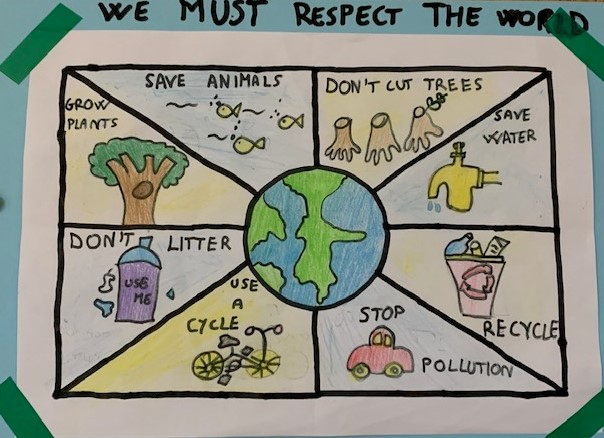 WE MUST RESPECT THE WORLD
SAVE ANIMALS
DON'T CUT TREES
GROW
PLANTS
SAVE
WATER
DON'T LITTER
USE
ME
USE
A
CYCLE
STOP
POLLUTION
RECYCLE